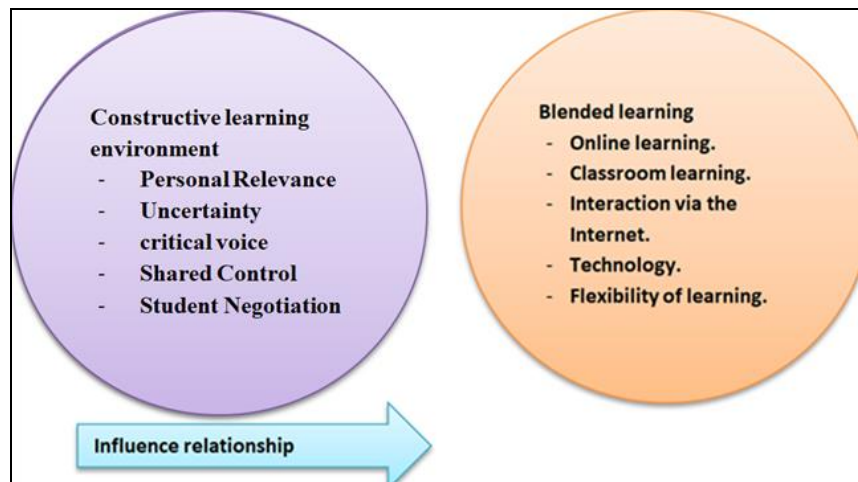 Constructive learning
environment
- Personal Relevance
- Uncertainty
- critical voice
- Shared Control
- Student Negotiation
Blended learning
- Online learning.
- Classroom learning.
- Interaction via the
Internet.
- Technology.
- Flexibility of learning.
Influence relationship